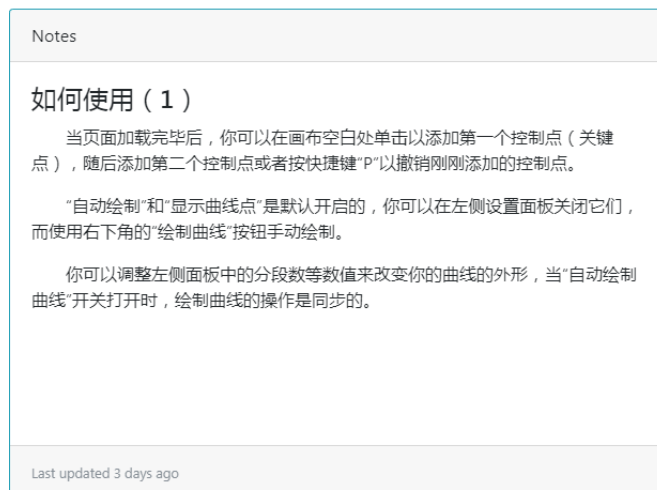 Notes
如何使用（1）
当页面加载完毕后，你可以在画布空白处单击以添加第一个控制点（关键
点），随后添加第二个控制点或者按快捷键“P”以撤销刚刚添加的控制点。
“自动绘制”和“显示曲线点”是默认开启的，你可以在左侧设置面板关闭它们，
而使用右下角的“绘制曲线”按钮手动绘制。
你可以调整左侧面板中的分段数等数值来改变你的曲线的外形，当“自动绘制
曲线”开关打开时，绘制曲线的操作是同步的。
Last updated 3 days ago